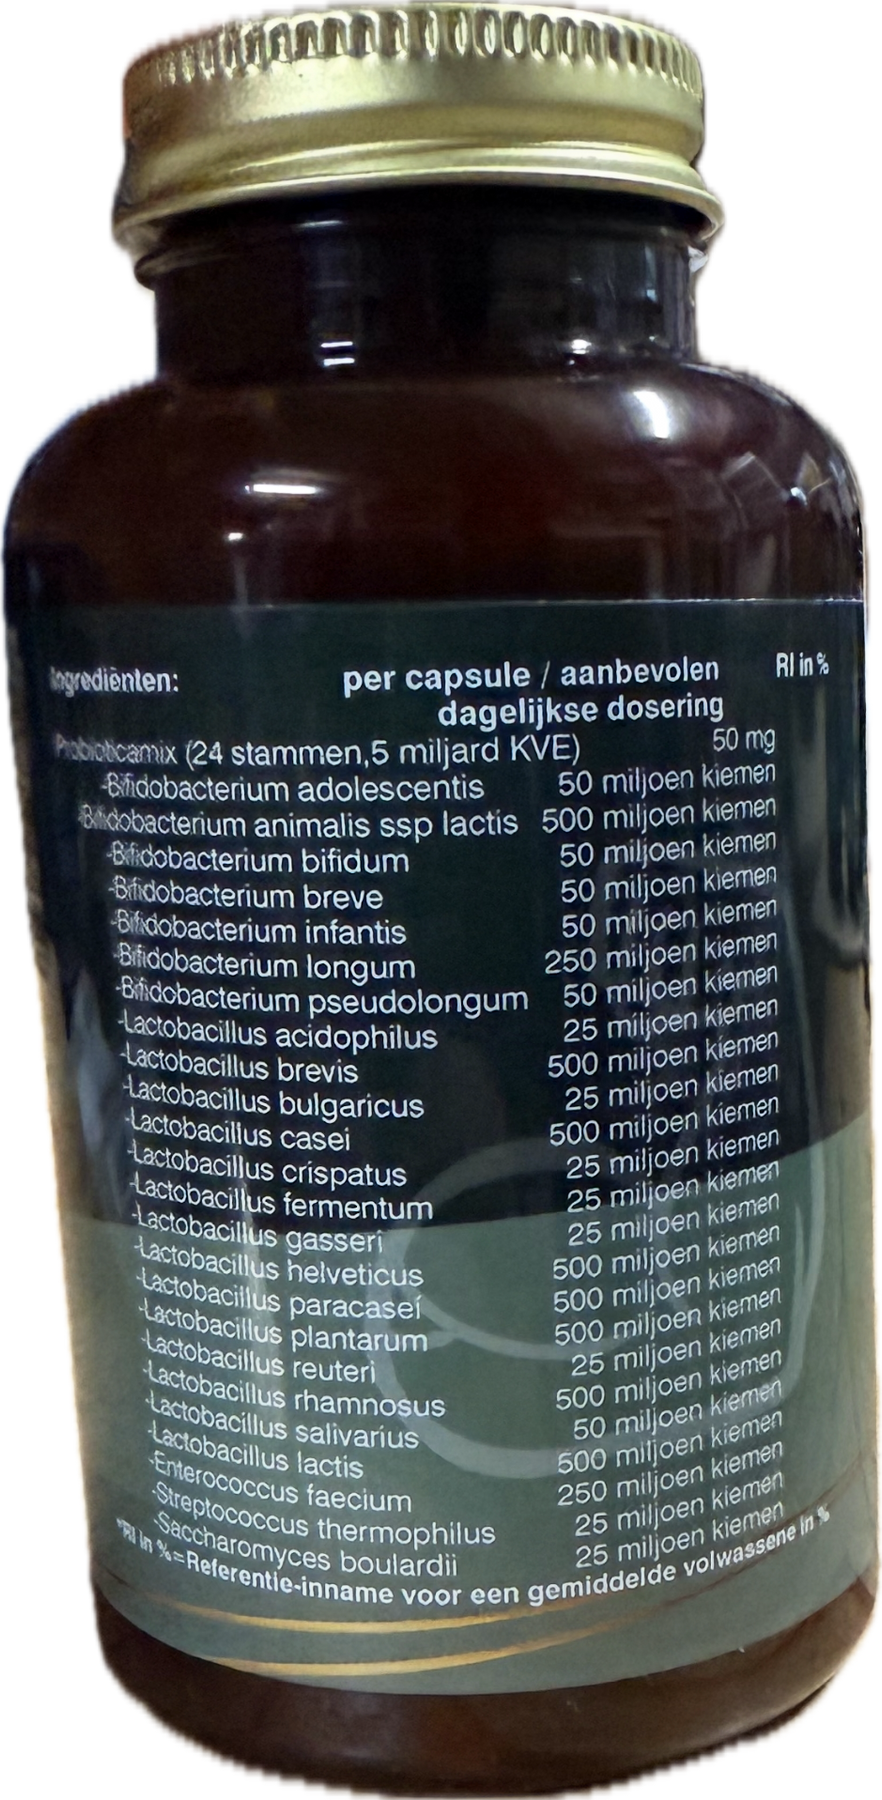 Ingrediënten: per capsule / aanbevolen RI in %
dagelijkse dosering
Probioticamix (24 stammen,5 miljard KVE) 50 mg
-Bifidobacterium adolescentis 50 miljoen kiemen
-Bifidobacterium animalis ssp lactis 500 miljoen kiemen
-Bifidobacterium bifidum 50 miljoen kiemen
-Bifidobacterium breve 50 miljoen kiemen
-Bifidobacterium infantis 50 miljoen kiemen
-Bifidobacterium longum 250 miljoen kiemen
-Bifidobacterium pseudolongum 50 miljoen kiemen
-Lactobacillus acidophilus 25 miljoen kiemen
-Lactobacillus brevis 500 miljoen kiemen
-Lactobacillus bulgaricus 25 miljoen kiemen
-Lactobacillus casei 500 miljoen kiemen
-Lactobacillus crispatus 25 miljoen kiemen
-Lactobacillus fermentum 25 miljoen kiemen
-Lactobacillus gasseri 25 miljoen kiemen
-Lactobacillus helveticus 500 miljoen kiemen
-Lactobacillus paracasei 500 miljoen kiemen
-Lactobacillus plantarum 500 miljoen kiemen
-Lactobacillus reuteri 25 miljoen kiemen
-Lactobacillus rhamnosus 500 miljoen kiemen
-Lactobacillus salivarius 50 miljoen kiemen
-Lactobacillus lactis 500 miljoen kiemen
-Enterococcus faecium 250 miljoen kiemen
-Streptococcus thermophilus 25 miljoen kiemen
-Saccharomyces boulardii 25 miljoen kiemen
*RI in %=Referentie-inname voor een gemiddelde volwassene in %